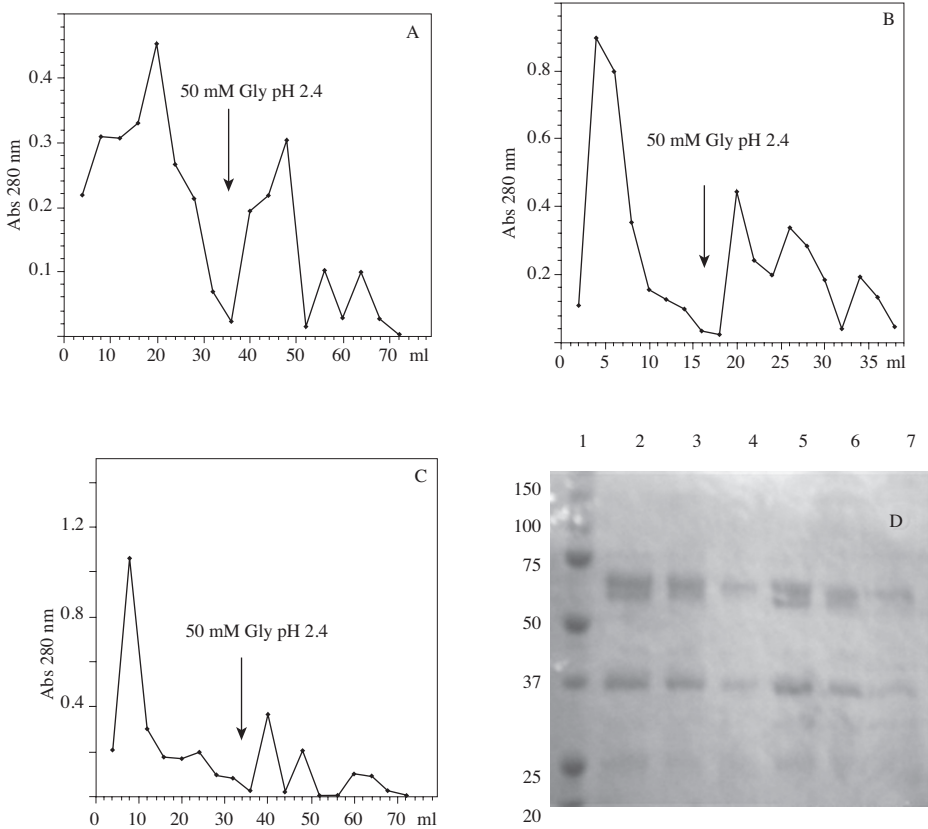 A
0.4
50 mM Gly pH 2.4
0.3
0.2
0.1
Abs 280 nm
0 10 20 30 40 50 60 70 ml
B
0.8
0.6
50 mM Gly pH 2.4
0.4
0.2
Abs 280 nm
0 5 10 15 20 25 30 35 ml
C
1.2
0.8
50 mM Gly pH 2.4
0.4
Abs 280 nm
0 10 20 30 40 50 60 70 ml
1 2 3 4 5 6 7
150
D
100
75
50
37
25
20